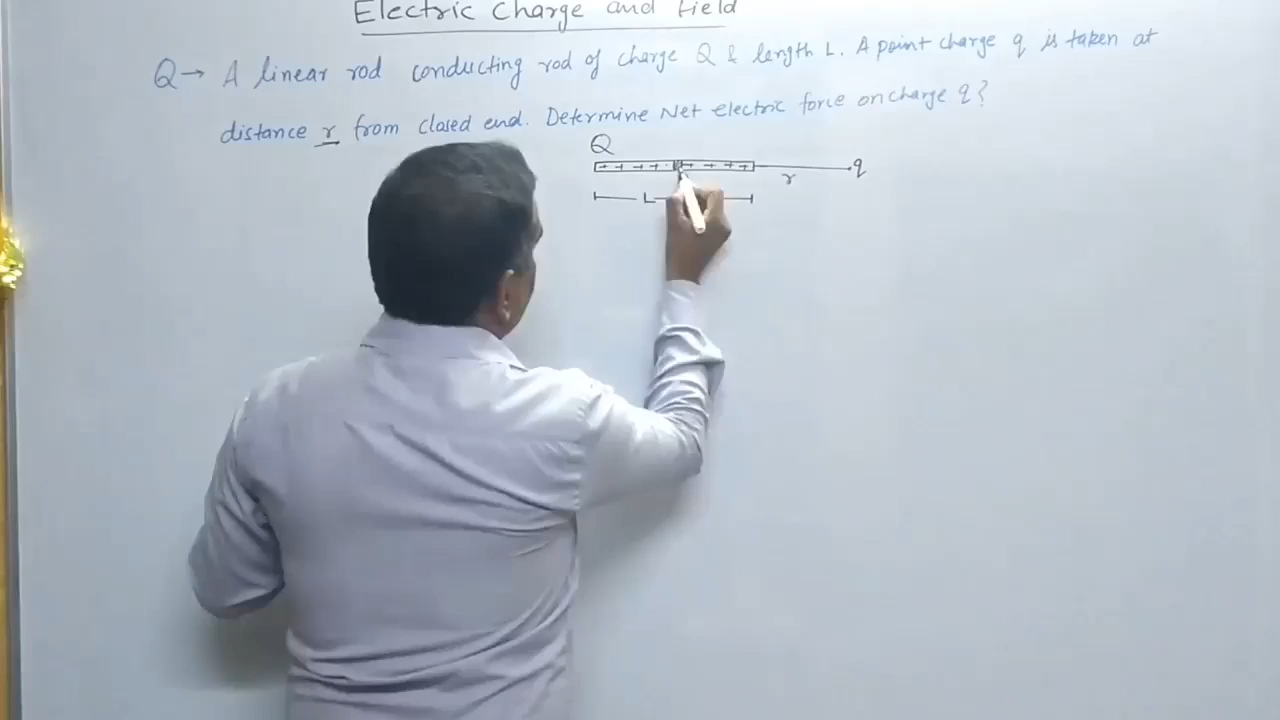 Electric Charge and Field
Q→ A linear rod conducting rod of charge Q & length L. A point charge q is taken at
distance r from closed end. Determine Net electric force on charge q?
Q
+ + + + + + + + q
r
L